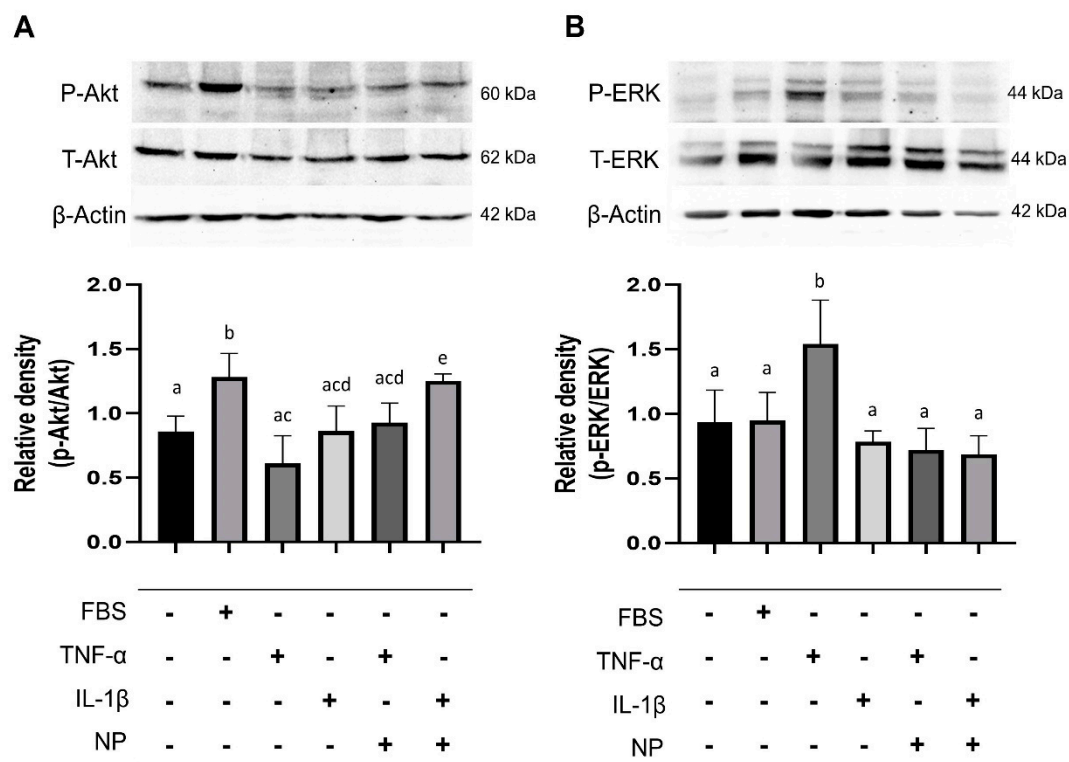 A
P-Akt 60 kDa
T-Akt 62 kDa
β-Actin 42 kDa
Relative density
(p-Akt/Akt)
2.0
1.5
1.0
0.5
0.0
a b ac acd acd e
FBS - + - - - -
TNF-α - - + - + -
IL-1β - - - + - +
NP - - - - + +
B
P-ERK 44 kDa
T-ERK 44 kDa
β-Actin 42 kDa
Relative density
(p-ERK/ERK)
2.0
1.5
1.0
0.5
0.0
a a b a a a
FBS - + - - - -
TNF-α - - + - + -
IL-1β - - - + - +
NP - - - - + +